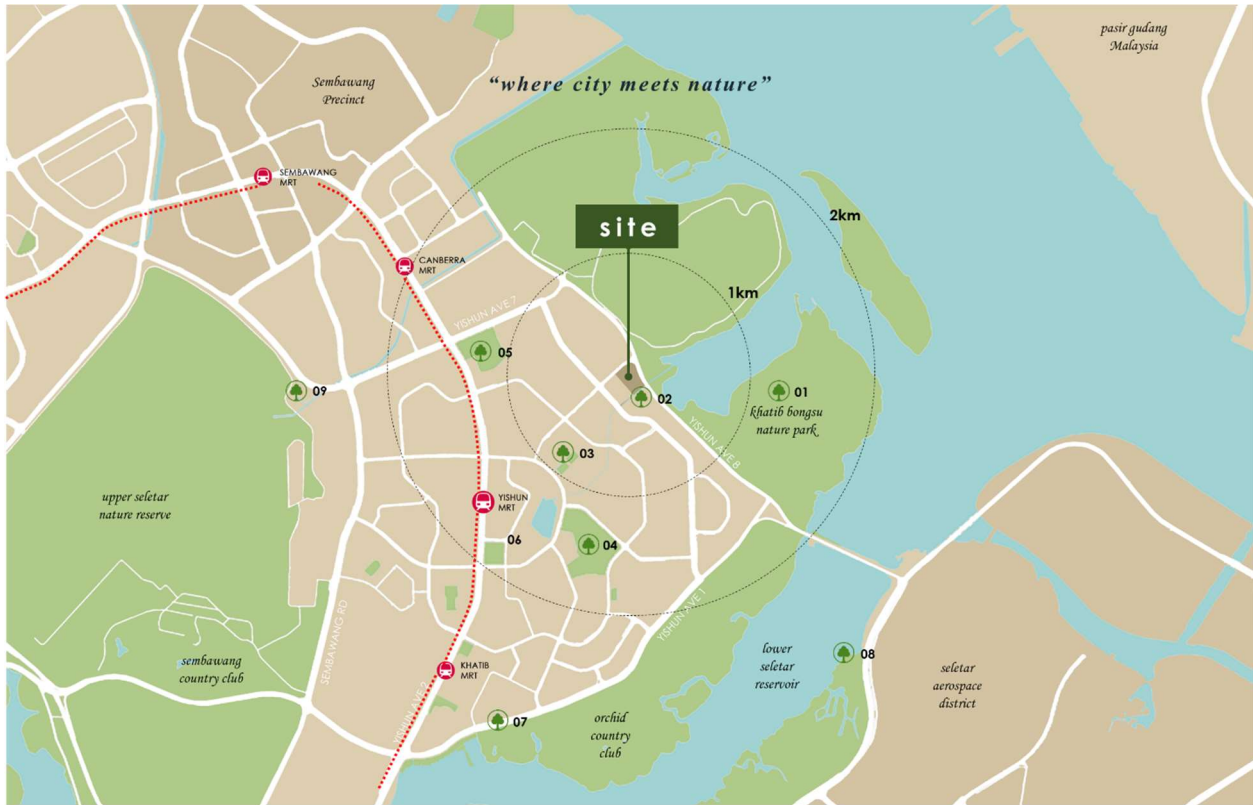 pasir gudang
Malaysia
"where city meets nature"
Sembawang
Precinct
SEMBAWANG
MRT
site
2km
CANBERRA
MRT
1km
YISHUN AVE 7
05
09
02
01
khatib bongsu
nature park
03
YISHUN AVE 8
upper seletar
nature reserve
YISHUN
MRT
06
04
YISHUN AVE 1
SEMBAWANG RD
sembawang
country club
KHATIB
MRT
lower
seletar
reservoir
08
seletar
aerospace
district
YISHUN AVE 2
07
orchid
country
club